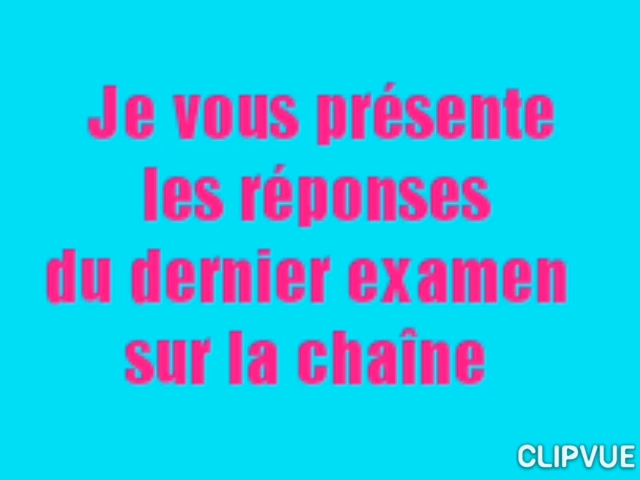 Je vous présente
les réponses
du dernier examen
sur la chaîne
CLIPVUE